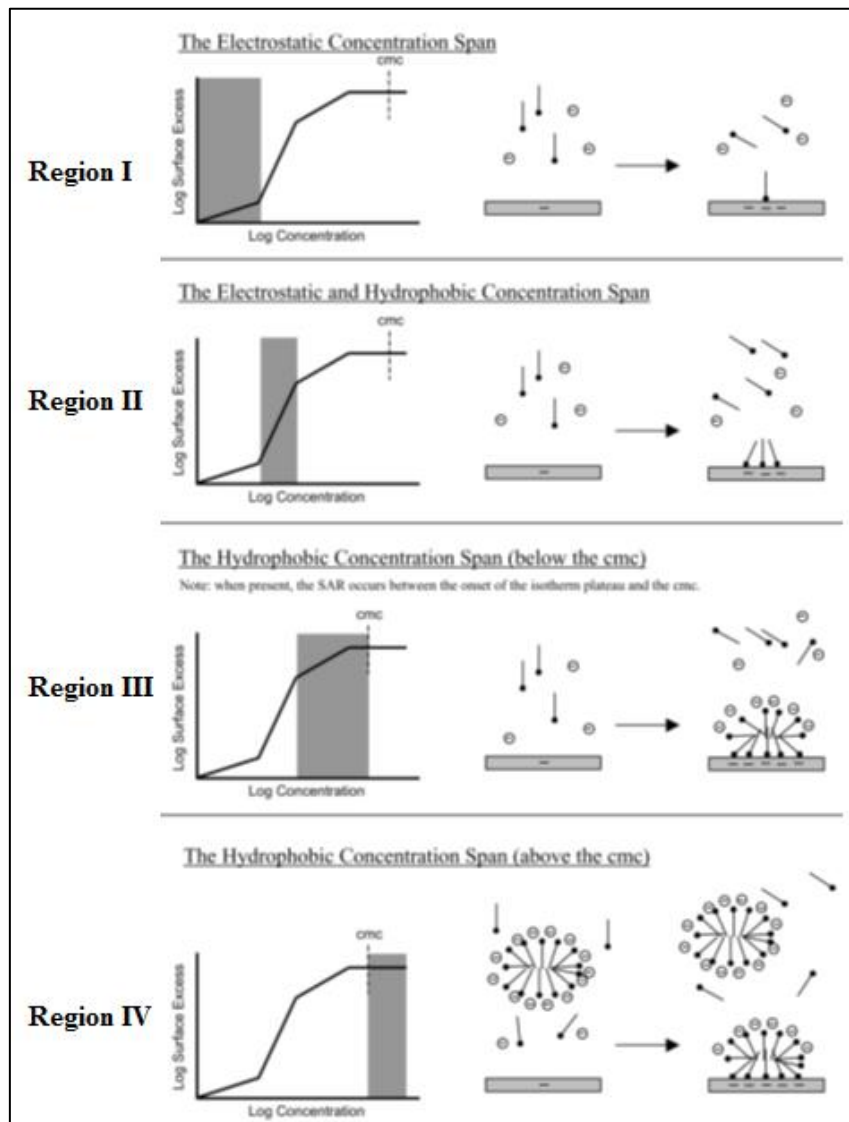 The Electrostatic Concentration Span
cmc
Region I
Log Surface Excess
Log Concentration
The Electrostatic and Hydrophobic Concentration Span
cmc
Region II
Log Surface Excess
Log Concentration
The Hydrophobic Concentration Span (below the cmc)
Note: when present, the SAR occurs between the onset of the isotherm plateau and the cmc.
cmc
Region III
Log Surface Excess
Log Concentration
The Hydrophobic Concentration Span (above the cmc)
cmc
Region IV
Log Surface Excess
Log Concentration